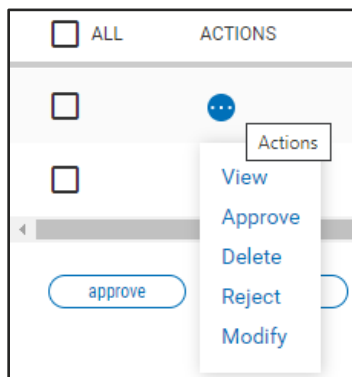 ALL ACTIONS
Actions
View
Approve
Delete
Reject
Modify
approve